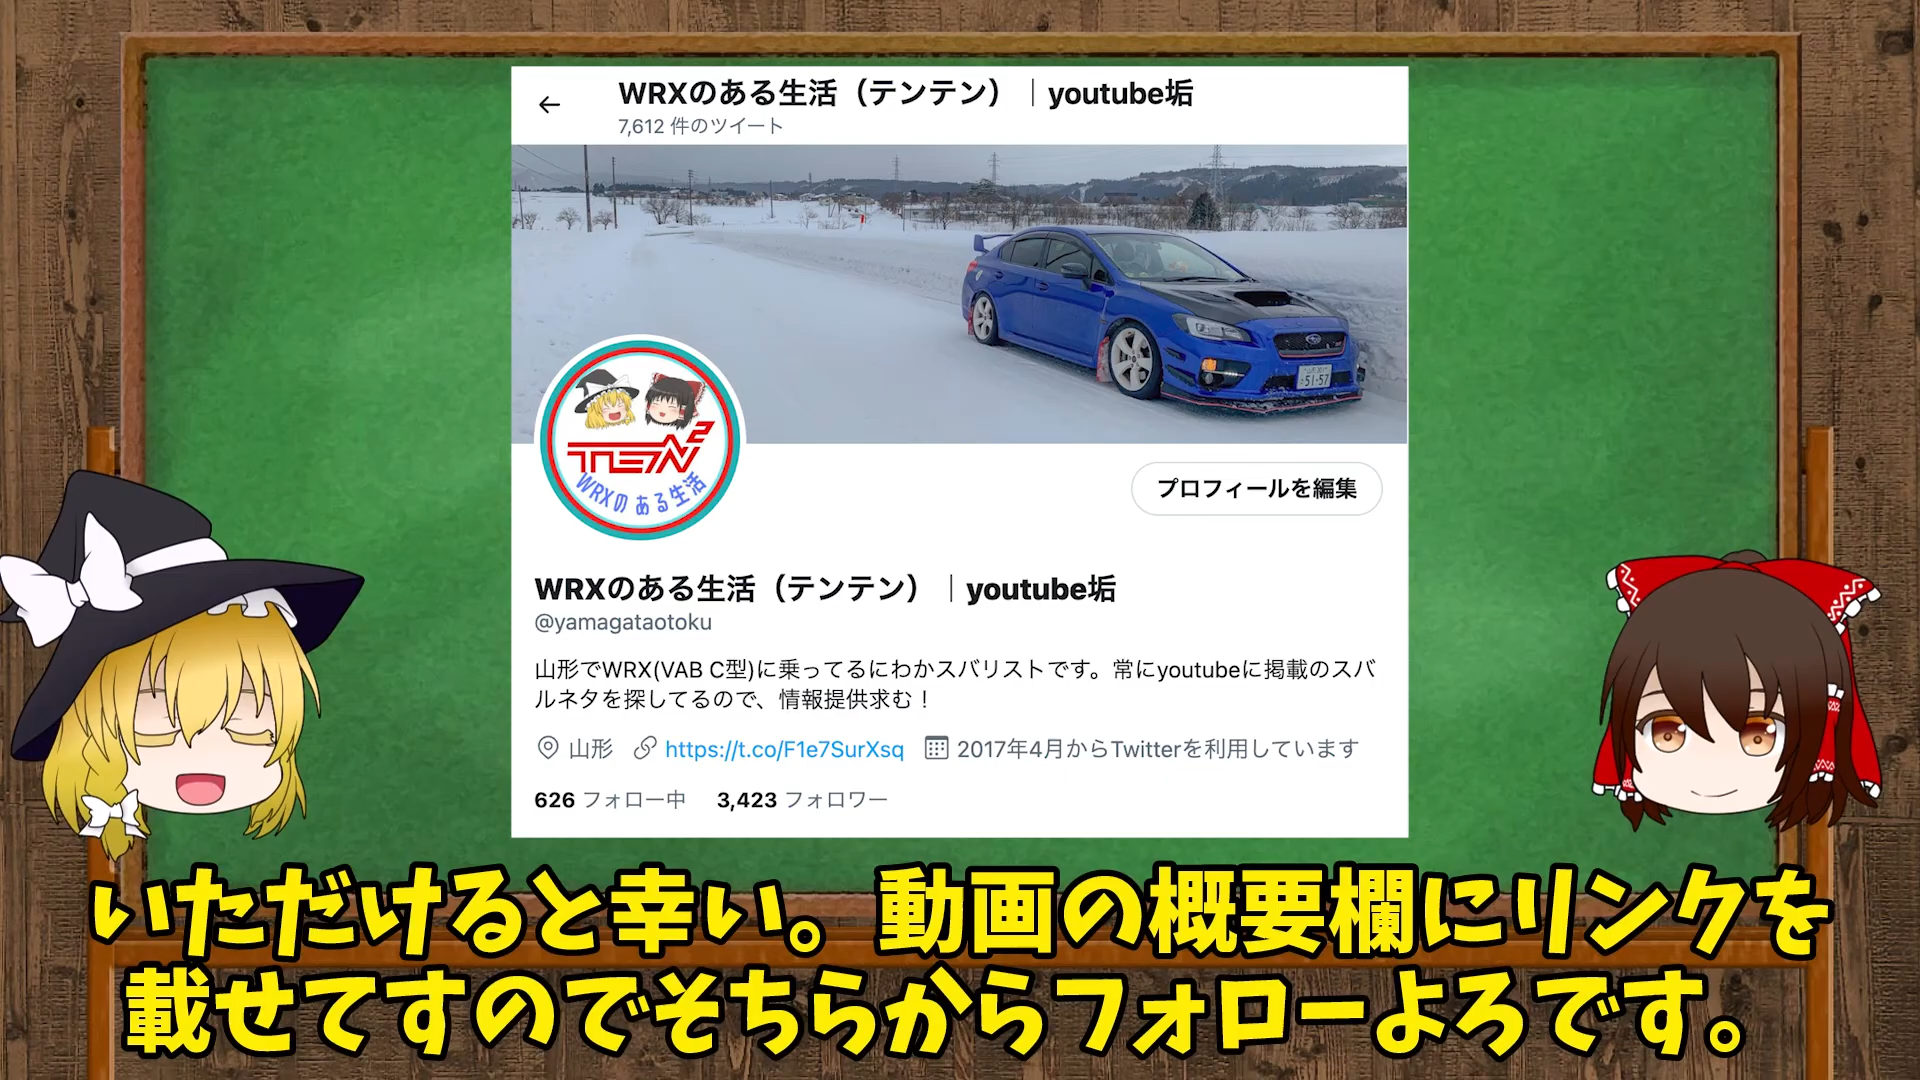 WRXのある生活（テンテン）｜youtube垢
7,612 件のツイート
51-57
TEN2
WRXのある生活
プロフィールを編集
WRXのある生活（テンテン）｜youtube垢
@yamagataotoku
山形でWRX(VAB C型)に乗ってるにわかスバリストです。常にyoutubeに掲載のスバ
ルネタを探してるので、情報提供求む！
山形 https://t.co/F1e7SurXsq 2017年4月からTwitterを利用しています
626 フォロー中 3,423 フォロワー
いただけると幸い。動画の概要欄にリンクを
載せてすのでそちらからフォローよろです。